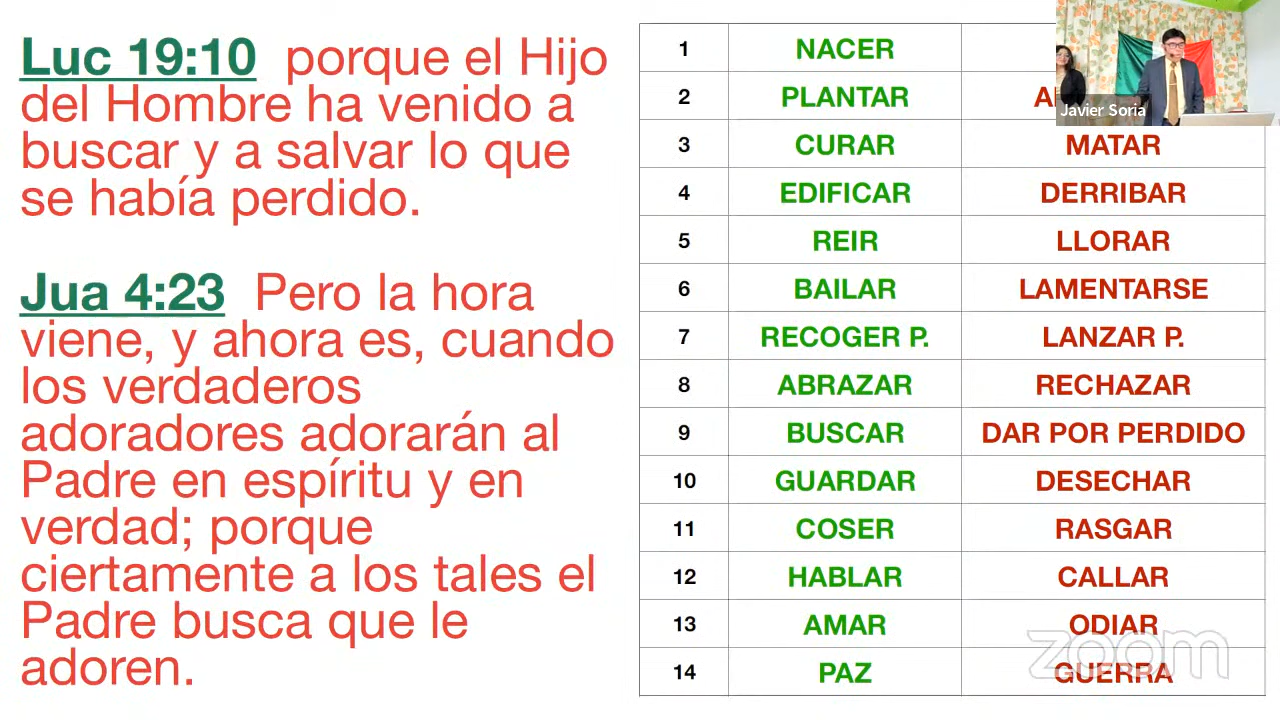 Luc 19:10 porque el Hijo
del Hombre ha venido a
buscar y a salvar lo que
se había perdido.
Jua 4:23 Pero la hora
viene, y ahora es, cuando
los verdaderos
adoradores adorarán al
Padre en espíritu y en
verdad; porque
ciertamente a los tales el
Padre busca que le
adoren.
1 NACER
2 PLANTAR
3 CURAR MATAR
4 EDIFICAR DERRIBAR
5 REIR LLORAR
6 BAILAR LAMENTARSE
7 RECOGER P. LANZAR P.
8 ABRAZAR RECHAZAR
9 BUSCAR DAR POR PERDIDO
10 GUARDAR DESECHAR
11 COSER RASGAR
12 HABLAR CALLAR
13 AMAR ODIAR
14 PAZ GUERRA
Javier Soria
zoom